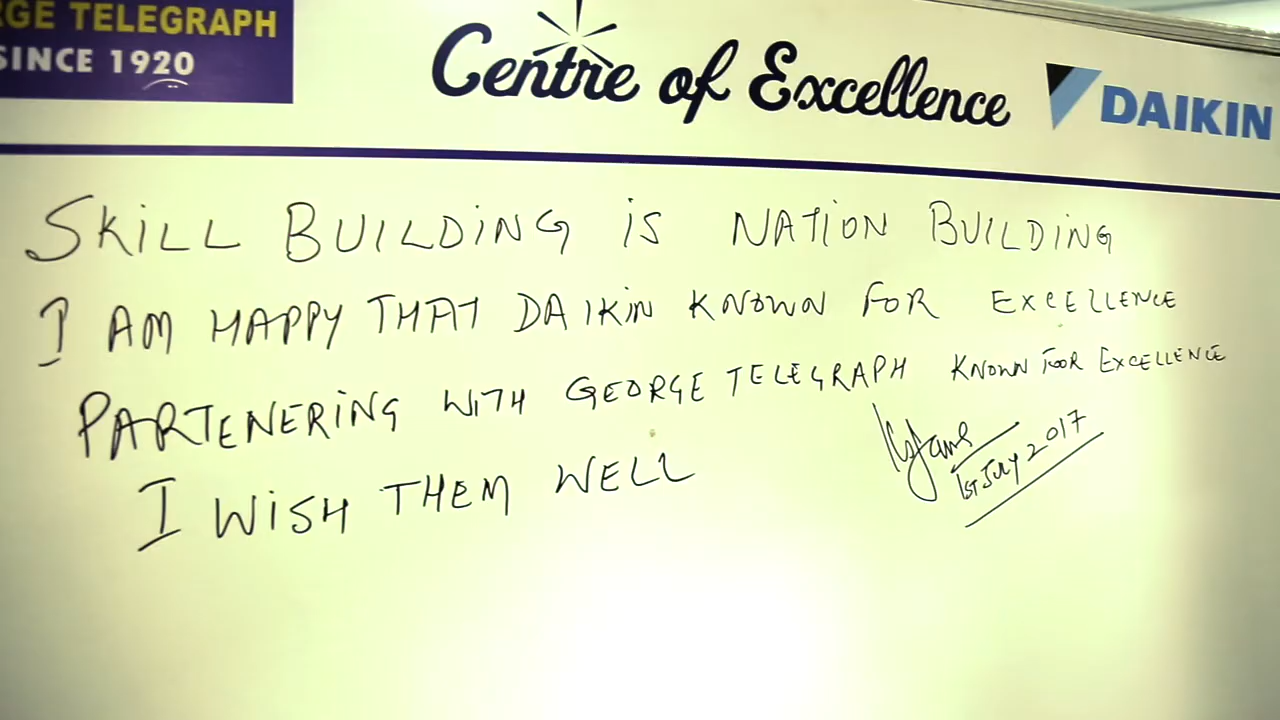 GE TELEGRAPH
SINCE 1920
Centre of Excellence
DAIKIN
SKILL BUILDING IS NATION BUILDING
I AM HAPPY THAT DAIKIN KNOWN FOR EXCELLENCE
PARTENERING WITH GEORGE TELEGRAPH KNOWN FOR EXCELLENCE
I WISH THEM WELL
1ST July 2017